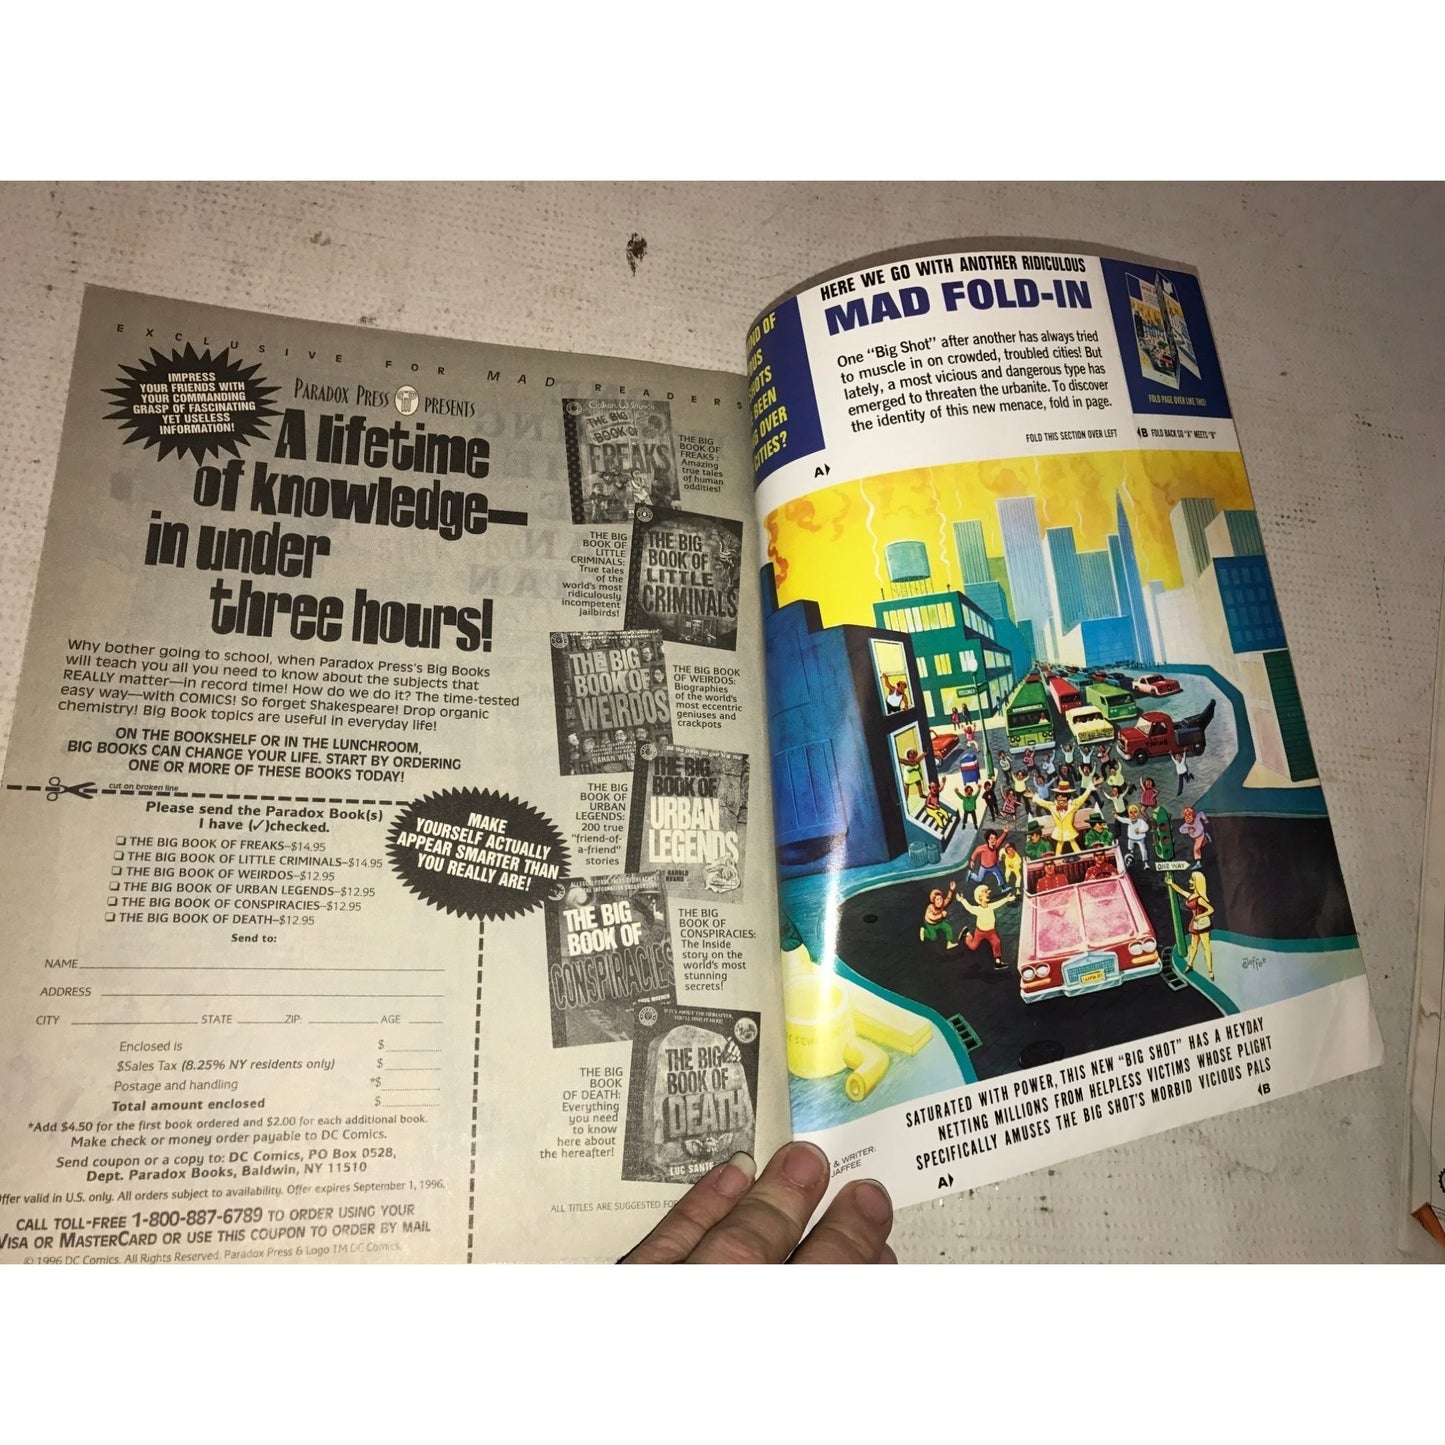 EXCLUSIVE FOR MAD READERS
IMPRESS
YOUR FRIENDS WITH
YOUR COMMANDING
GRASP OF FASCINATING
YET USELESS
INFORMATION!
PARADOX PRESS PRESENTS
A lifetime
of knowledge—
in under
three hours!
Why bother going to school, when Paradox Press's Big Books
will teach you all you need to know about the subjects that
REALLY matter—in record time! How do we do it? The time-tested
easy way—with COMICS! So forget Shakespeare! Drop organic
chemistry! Big Book topics are useful in everyday life!
ON THE BOOKSHELF OR IN THE LUNCHROOM,
BIG BOOKS CAN CHANGE YOUR LIFE. START BY ORDERING
ONE OR MORE OF THESE BOOKS TODAY!
cut on broken line
Please send the Paradox Book(s)
I have (✓)checked.
❏ THE BIG BOOK OF FREAKS–$14.95
❏ THE BIG BOOK OF LITTLE CRIMINALS–$14.95
❏ THE BIG BOOK OF WEIRDOS–$12.95
❏ THE BIG BOOK OF URBAN LEGENDS–$12.95
❏ THE BIG BOOK OF CONSPIRACIES–$12.95
❏ THE BIG BOOK OF DEATH–$12.95
Send to:
MAKE
YOURSELF ACTUALLY
APPEAR SMARTER THAN
YOU REALLY ARE!
NAME
ADDRESS
CITY STATE ZIP: AGE
Enclosed is $
$Sales Tax (8.25% NY residents only) $
Postage and handling *$
Total amount enclosed $
*Add $4.50 for the first book ordered and $2.00 for each additional book.
Make check or money order payable to DC Comics.
Send coupon or a copy to: DC Comics, PO Box 0528,
Dept. Paradox Books, Baldwin, NY 11510
ffer valid in U.S. only. All orders subject to availability. Offer expires September 1, 1996.
CALL TOLL-FREE 1-800-887-6789 TO ORDER USING YOUR
VISA OR MASTERCARD OR USE THIS COUPON TO ORDER BY MAIL
© 1996 DC Comics. All Rights Reserved. Paradox Press & Logo TM DC Comics.
THE BIG
BOOK OF
FREAKS
THE BIG
BOOK OF
FREAKS :
Amazing
true tales
of human
oddities!
THE BIG
BOOK OF
LITTLE
CRIMINALS:
True tales
of the
world's most
ridiculously
incompetent
jailbirds!
THE BIG
BOOK OF
LITTLE
CRIMINALS
THE BIG
BOOK OF
WEIRDOS
THE BIG
BOOK OF
WEIRDOS:
Biographies
of the world's
most eccentric
geniuses and
crackpots
THE BIG
BOOK OF
URBAN
LEGENDS:
200 true
"friend-of-
a-friend"
stories
THE BIG
BOOK OF
URBAN
LEGENDS
THE BIG
BOOK OF
CONSPIRACIES
THE BIG
BOOK OF
CONSPIRACIES:
The Inside
story on the
world's most
stunning
secrets!
THE BIG
BOOK
OF DEATH:
Everything
you need
to know
here about
the hereafter!
THE BIG
BOOK OF
DEATH
LUC SANTE
ALL TITLES ARE SUGGESTED FO
OF
SHOTS
BEEN
OVER
CITIES?
HERE WE GO WITH ANOTHER RIDICULOUS
MAD FOLD-IN
One "Big Shot" after another has always tried
to muscle in on crowded, troubled cities! But
lately, a most vicious and dangerous type has
emerged to threaten the urbanite. To discover
the identity of this new menace, fold in page.
FOLD THIS SECTION OVER LEFT
FOLD PAGE OVER LIKE THIS!
B FOLD BACK SO "A" MEETS "B"
A
ONE WAY
SATURATED WITH POWER, THIS NEW "BIG SHOT" HAS A HEYDAY
NETTING MILLIONS FROM HELPLESS VICTIMS WHOSE PLIGHT
SPECIFICALLY AMUSES THE BIG SHOT'S MORBID VICIOUS PALS
& WRITER:
JAFFEE
A
B